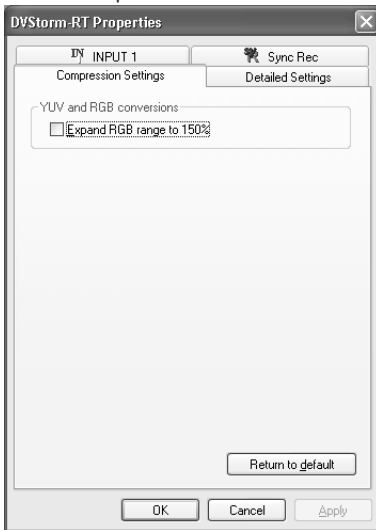 DVStorm-RT Properties
IN INPUT 1
Sync Rec
Compression Settings
Detailed Settings
YUV and RGB conversions
Expand RGB range to 150%
Return to default
OK
Cancel
Apply